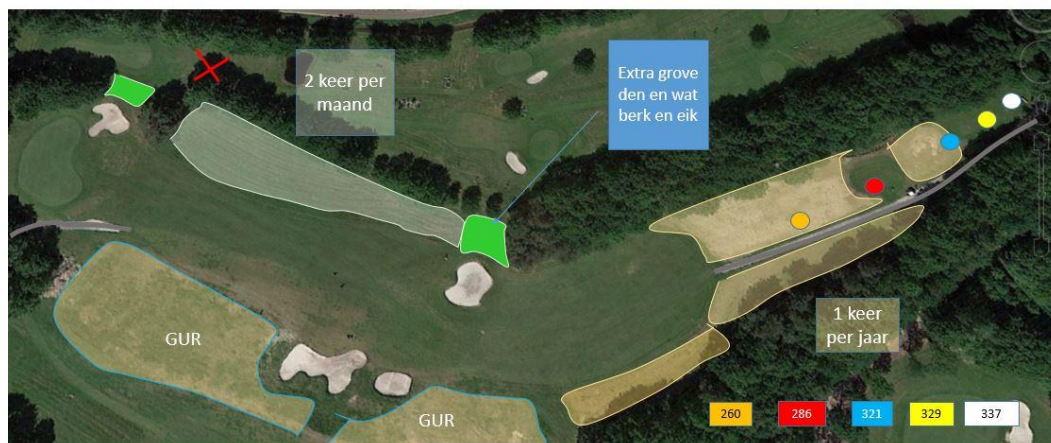 2 keer per
maand
Extra grove
den en wat
berk en eik
GUR
GUR
1 keer
per jaar
260 286 321 329 337